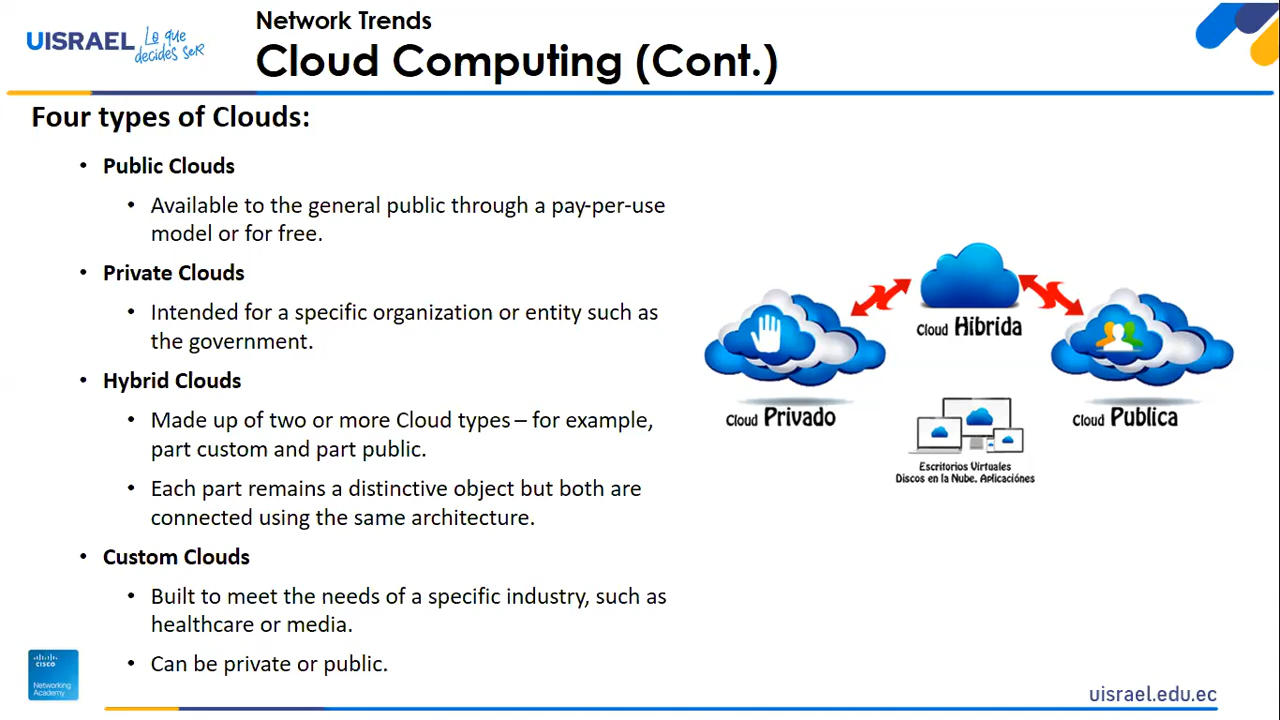 UISRAEL
Lo que
decides seR
Network Trends
Cloud Computing (Cont.)
Four types of Clouds:
• Public Clouds
• Available to the general public through a pay-per-use
model or for free.
• Private Clouds
• Intended for a specific organization or entity such as
the government.
• Hybrid Clouds
• Made up of two or more Cloud types – for example,
part custom and part public.
• Each part remains a distinctive object but both are
connected using the same architecture.
• Custom Clouds
• Built to meet the needs of a specific industry, such as
healthcare or media.
• Can be private or public.
Cloud Híbrida
Cloud Privado
Cloud Publica
Escritorios Virtuales
Discos en la Nube, Aplicaciónes
CISCO
Networking
Academy
uisrael.edu.ec